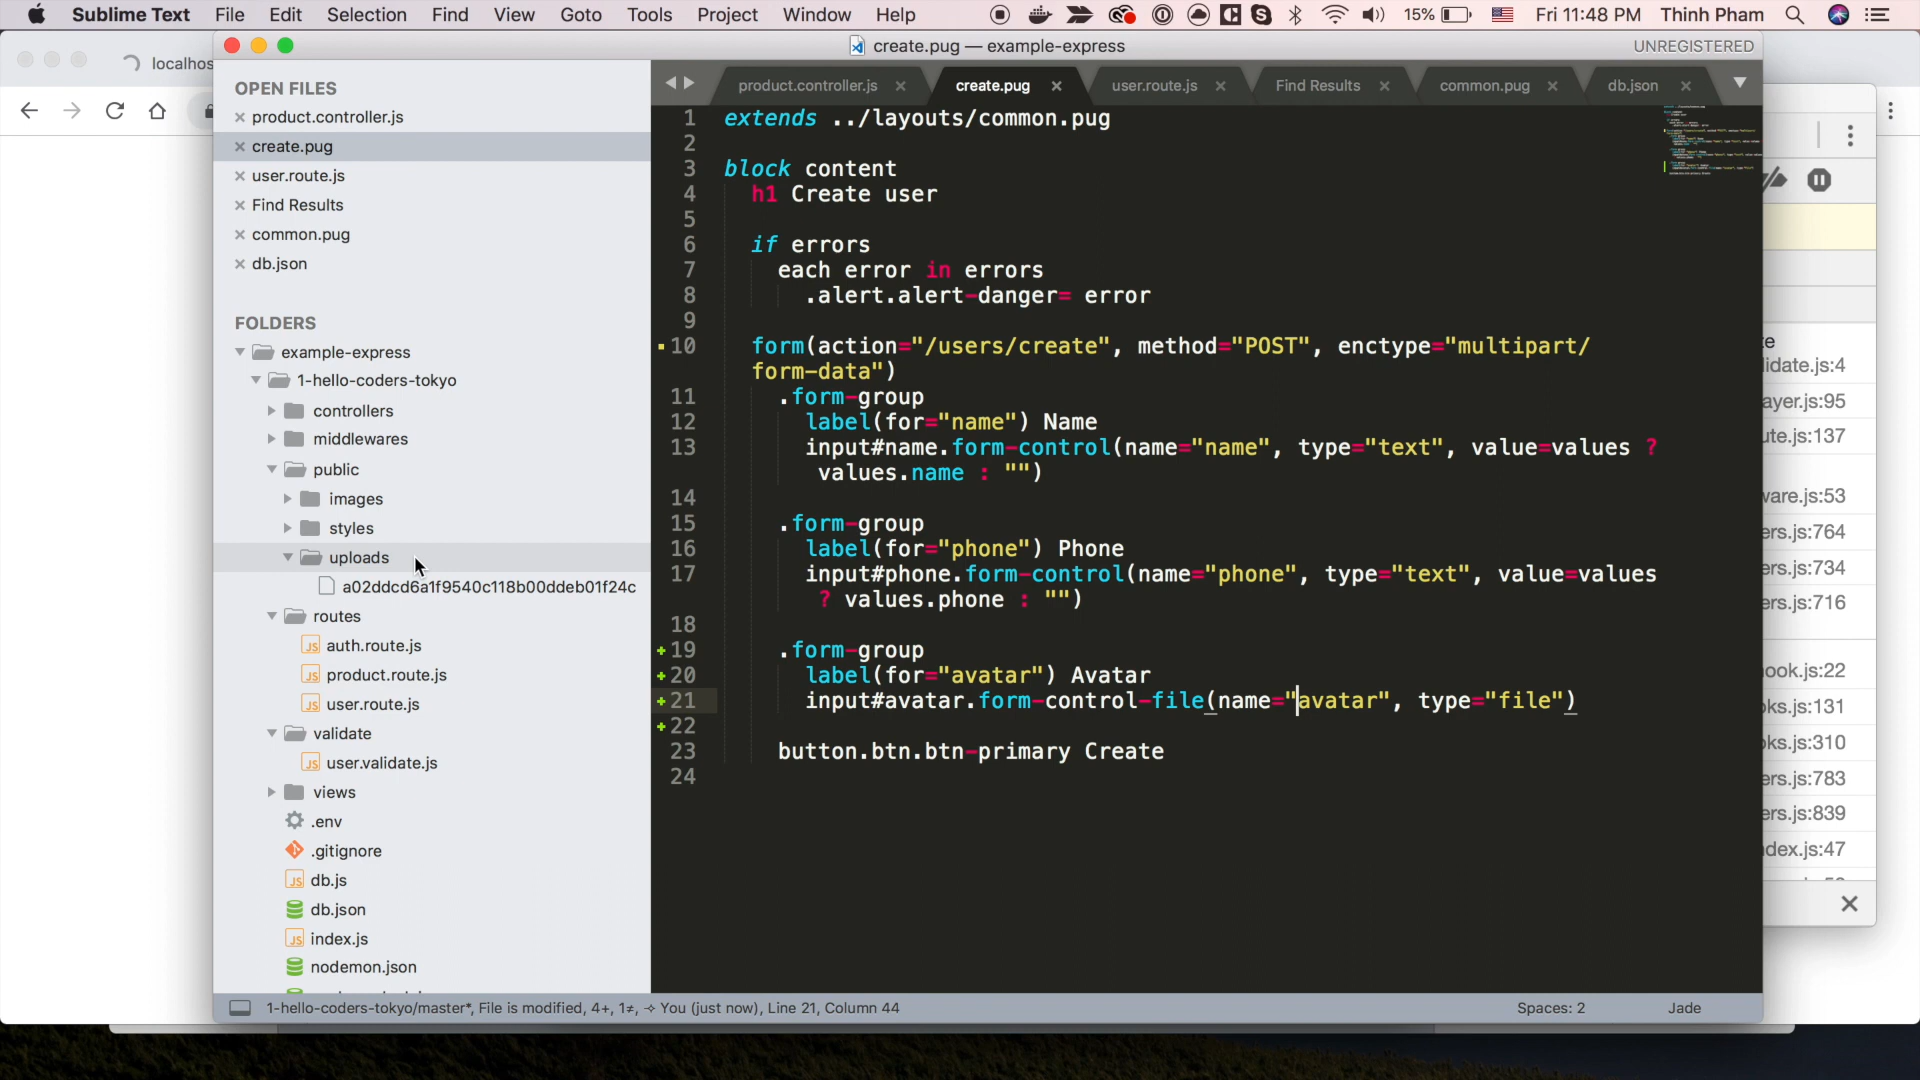 Sublime Text File Edit Selection Find View Goto Tools Project Window Help 15% Fri 11:48 PM Thinh Pham
create.pug — example-express UNREGISTERED
localhos
OPEN FILES
product.controller.js
create.pug
user.route.js
Find Results
common.pug
db.json
FOLDERS
example-express
1-hello-coders-tokyo
controllers
middlewares
public
images
styles
uploads
a02ddcd6a1f9540c118b00ddeb01f24c
routes
auth.route.js
product.route.js
user.route.js
validate
user.validate.js
views
.env
.gitignore
db.js
db.json
index.js
nodemon.json
product.controller.js create.pug user.route.js Find Results common.pug db.json
1 extends ../layouts/common.pug
2
3 block content
4 h1 Create user
5
6 if errors
7 each error in errors
8 .alert.alert-danger= error
9
10 form(action="/users/create", method="POST", enctype="multipart/
form-data")
11 .form-group
12 label(for="name") Name
13 input#name.form-control(name="name", type="text", value=values ?
values.name : "")
14
15 .form-group
16 label(for="phone") Phone
17 input#phone.form-control(name="phone", type="text", value=values
? values.phone : "")
18
19 .form-group
20 label(for="avatar") Avatar
21 input#avatar.form-control-file(name="avatar", type="file")
22
23 button.btn.btn-primary Create
24
te
idate.js:4
ayer.js:95
ute.js:137
ware.js:53
ers.js:764
ers.js:734
ers.js:716
ook.js:22
ks.js:131
oks.js:310
ers.js:783
ers.js:839
dex.js:47
1-hello-coders-tokyo/master*, File is modified, 4+, 1≠, ⟢ You (just now), Line 21, Column 44 Spaces: 2 Jade